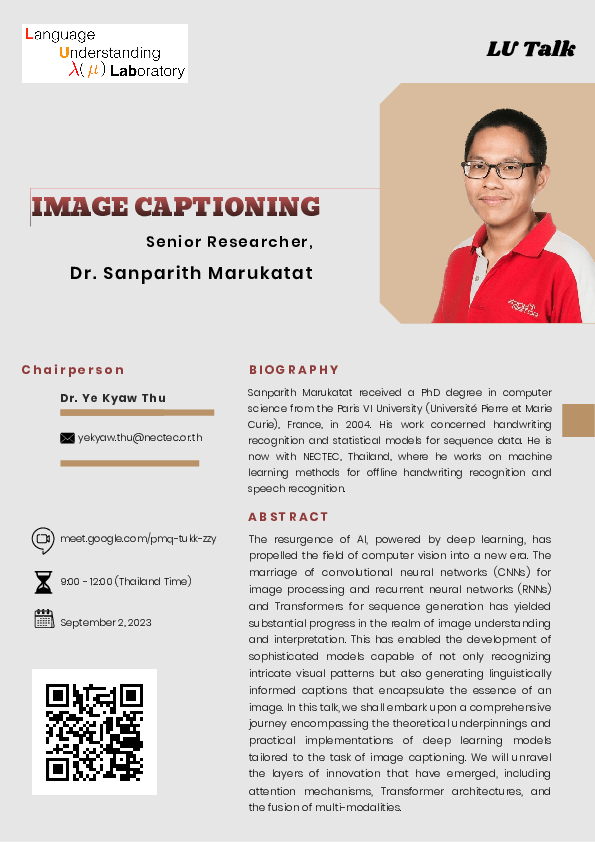 Language
Understanding
λ(μ) Laboratory
LU Talk
IMAGE CAPTIONING
Senior Researcher,
Dr. Sanparith Marukatat
Chairperson
Dr. Ye Kyaw Thu
yekyaw.thu@nectec.or.th
meet.google.com/pmq-tukk-zzy
9:00 - 12:00 (Thailand Time)
September 2, 2023
BIOGRAPHY
Sanparith Marukatat received a PhD degree in computer
science from the Paris VI University (Université Pierre et Marie
Curie), France, in 2004. His work concerned handwriting
recognition and statistical models for sequence data. He is
now with NECTEC, Thailand, where he works on machine
learning methods for offline handwriting recognition and
speech recognition.
ABSTRACT
The resurgence of AI, powered by deep learning, has
propelled the field of computer vision into a new era. The
marriage of convolutional neural networks (CNNs) for
image processing and recurrent neural networks (RNNs)
and Transformers for sequence generation has yielded
substantial progress in the realm of image understanding
and interpretation. This has enabled the development of
sophisticated models capable of not only recognizing
intricate visual patterns but also generating linguistically
informed captions that encapsulate the essence of an
image. In this talk, we shall embark upon a comprehensive
journey encompassing the theoretical underpinnings and
practical implementations of deep learning models
tailored to the task of image captioning. We will unravel
the layers of innovation that have emerged, including
attention mechanisms, Transformer architectures, and
the fusion of multi-modalities.